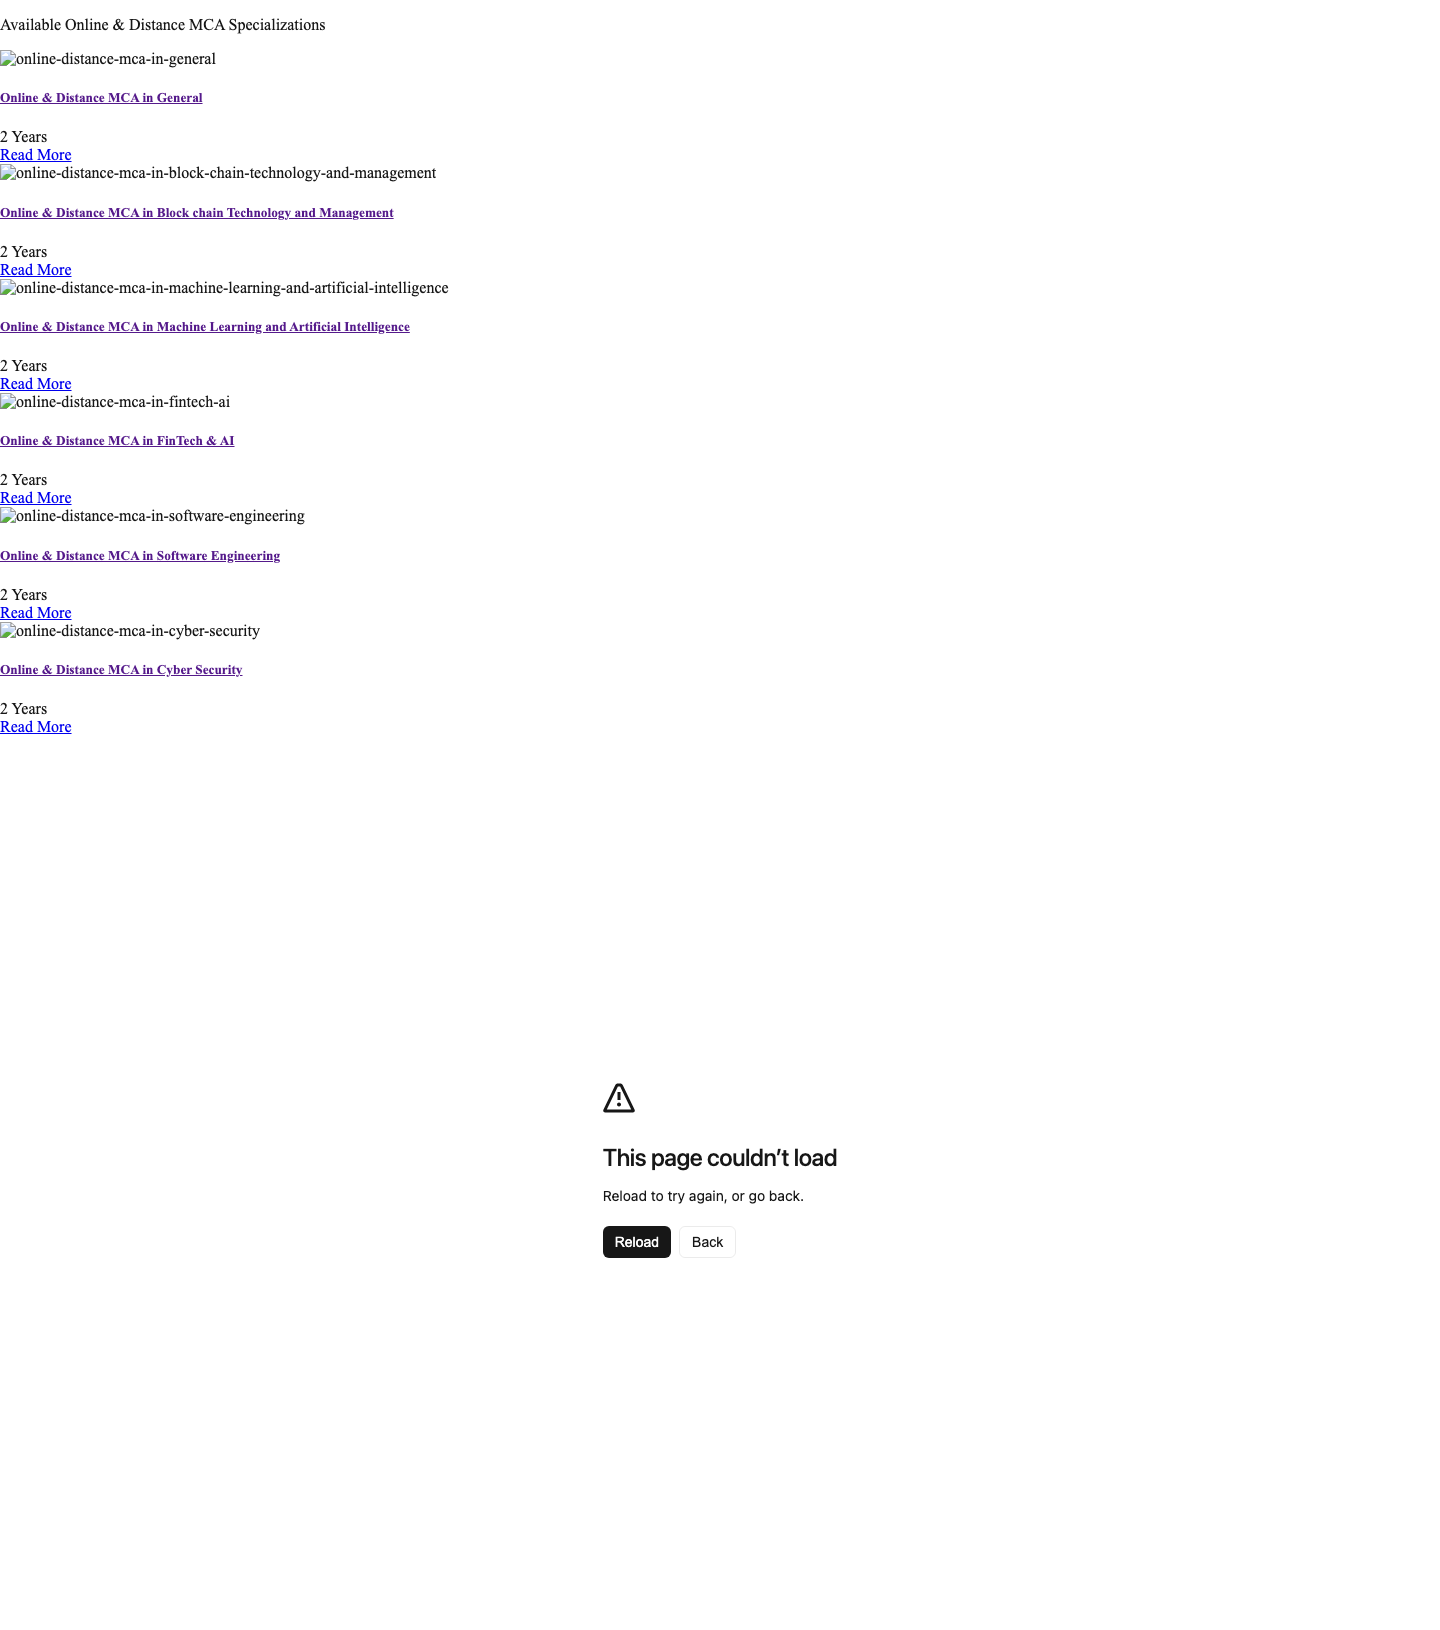 Available Online & Distance MCA Specializations
online-distance-mca-in-general
Online & Distance MCA in General
2 Years
Read More
online-distance-mca-in-block-chain-technology-and-management
Online & Distance MCA in Block chain Technology and Management
2 Years
Read More
online-distance-mca-in-machine-learning-and-artificial-intelligence
Online & Distance MCA in Machine Learning and Artificial Intelligence
2 Years
Read More
online-distance-mca-in-fintech-ai
Online & Distance MCA in FinTech & AI
2 Years
Read More
online-distance-mca-in-software-engineering
Online & Distance MCA in Software Engineering
2 Years
Read More
online-distance-mca-in-cyber-security
Online & Distance MCA in Cyber Security
2 Years
Read More
This page couldn’t load
Reload to try again, or go back.
Reload Back